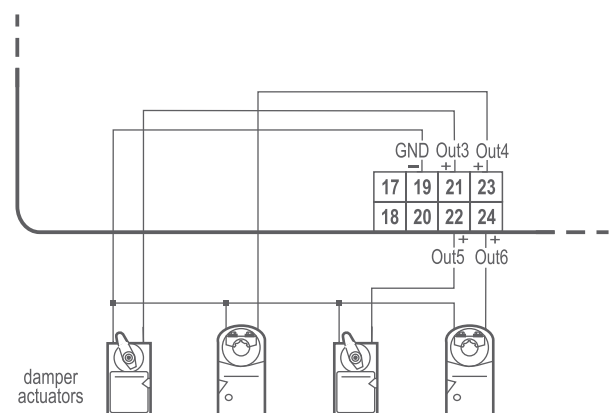 GND Out3 Out4
− + +
17 19 21 23
18 20 22 24
+ +
Out5 Out6
damper
actuators